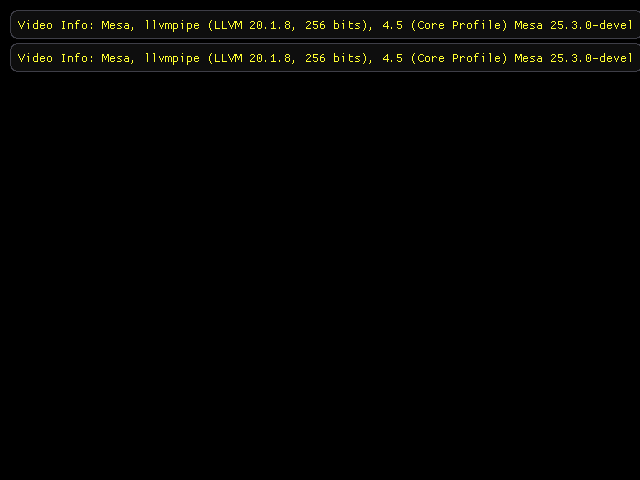 Video Info: Mesa, llvmpipe (LLVM 20.1.8, 256 bits), 4.5 (Core Profile) Mesa 25.3.0-devel
Video Info: Mesa, llvmpipe (LLVM 20.1.8, 256 bits), 4.5 (Core Profile) Mesa 25.3.0-devel